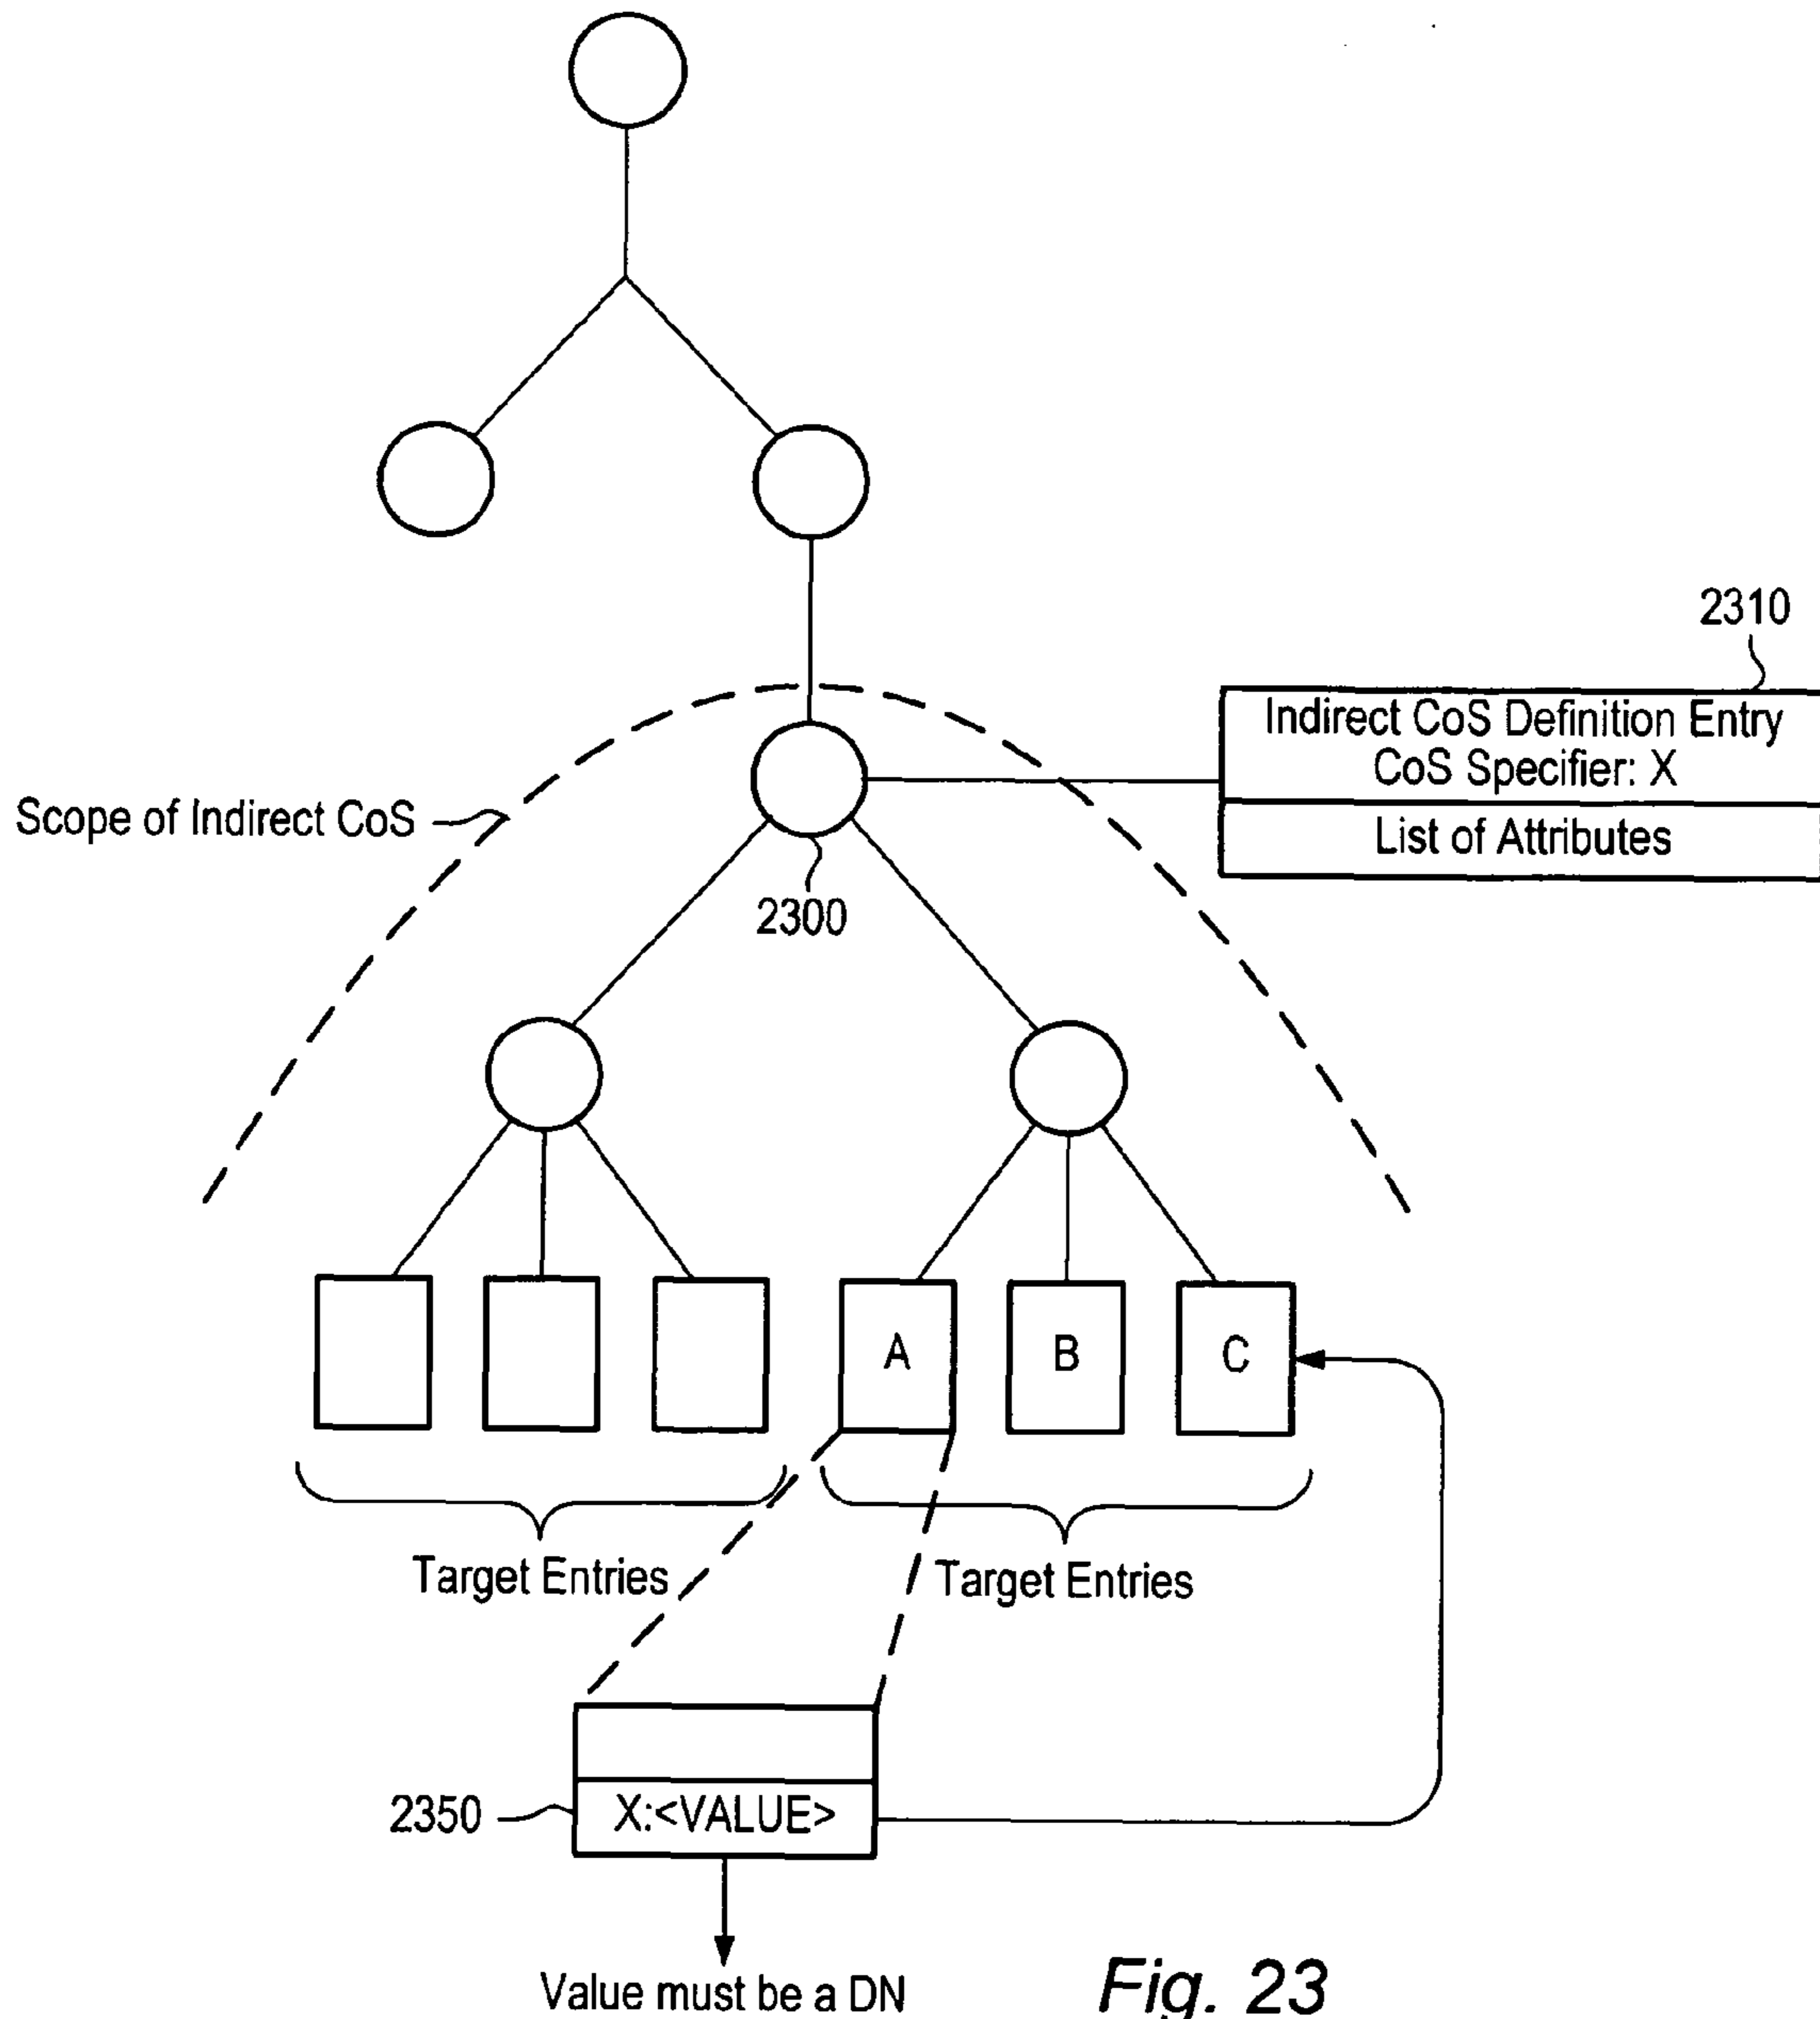 2310
Indirect CoS Definition Entry
CoS Specifier: X
List of Attributes
Scope of Indirect CoS
2300
A
B
C
Target Entries
Target Entries
2350
X:<VALUE>
Value must be a DN
Fig. 23